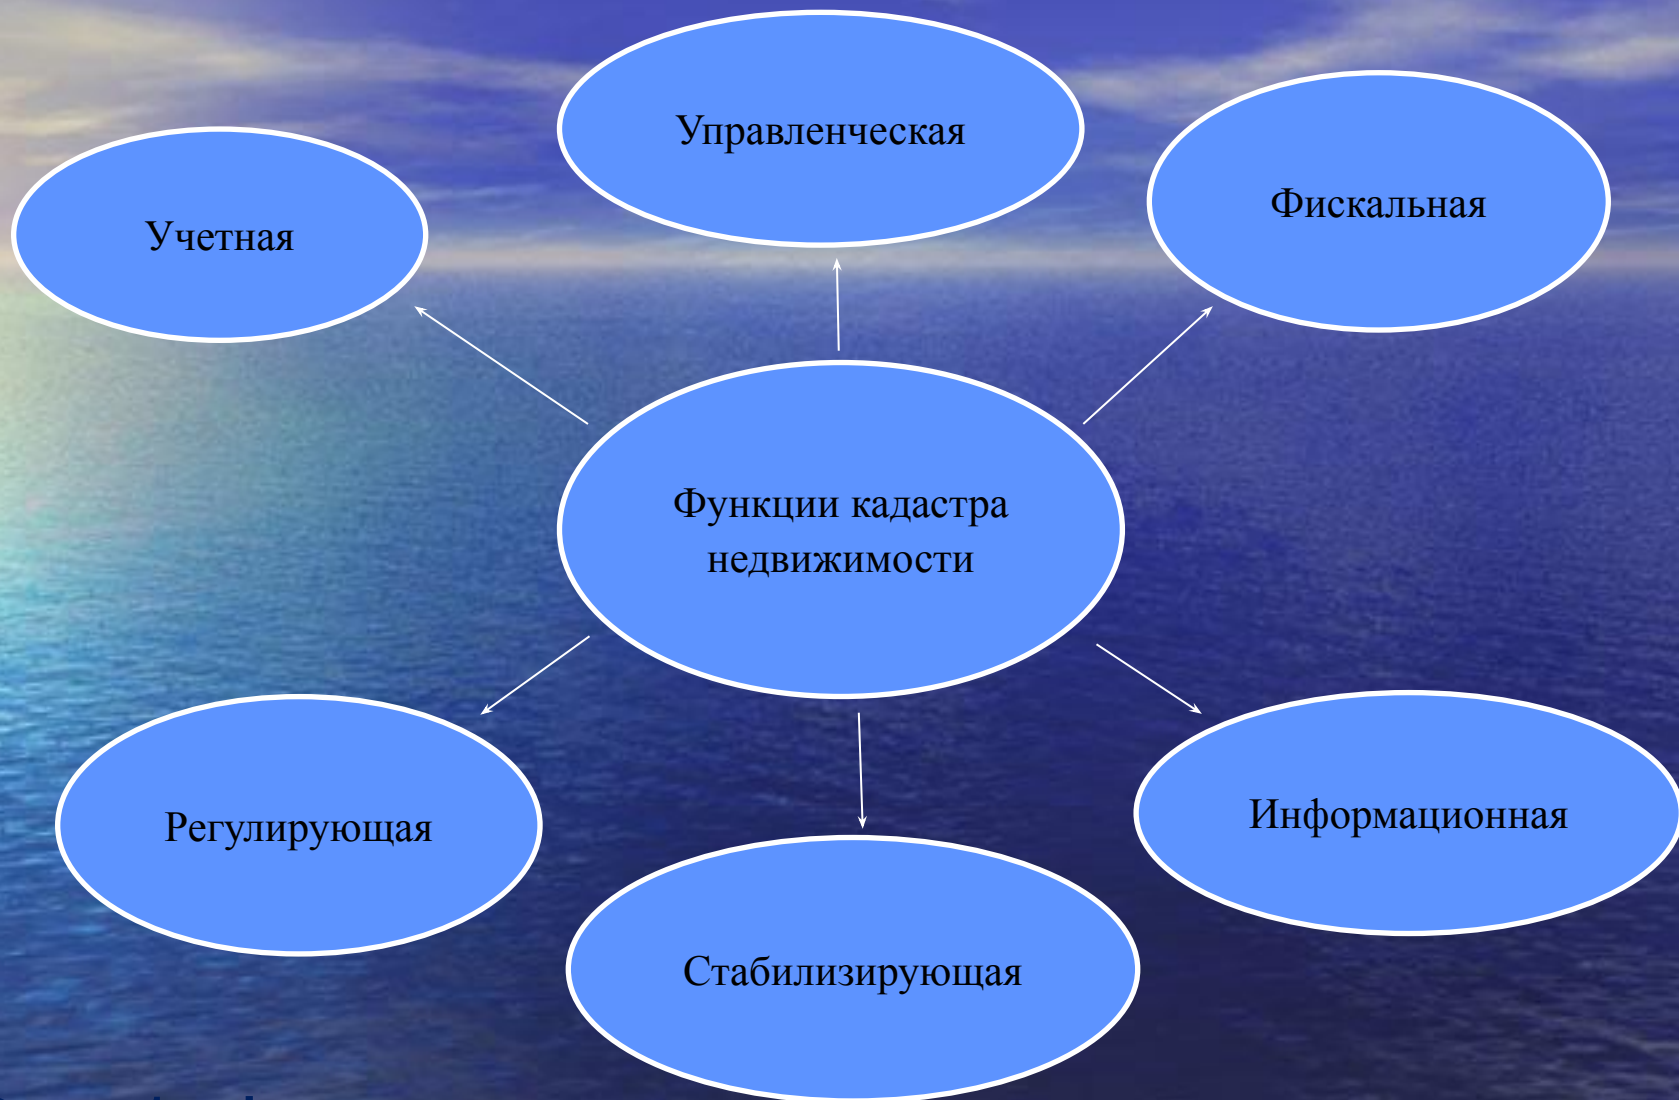 Управленческая
Фискальная
Учетная
Функции кадастра
недвижимости
Регулирующая
Информационная
Стабилизирующая